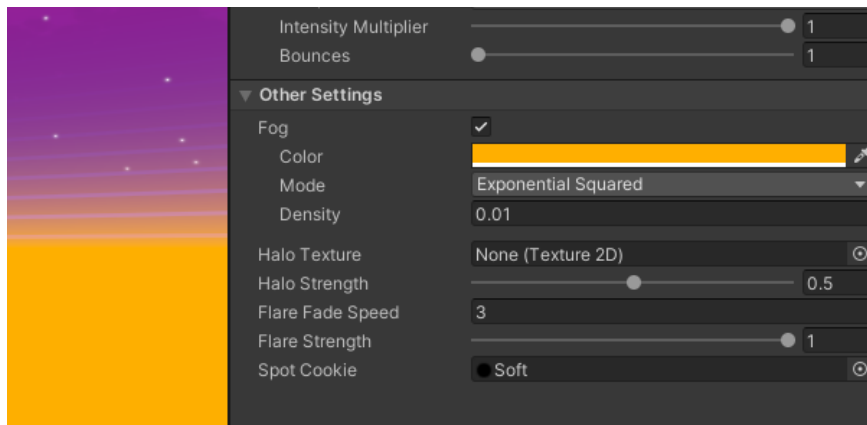 Intensity Multiplier 1
Bounces 1
Other Settings
Fog
Color
Mode Exponential Squared
Density 0.01
Halo Texture None (Texture 2D)
Halo Strength 0.5
Flare Fade Speed 3
Flare Strength 1
Spot Cookie Soft